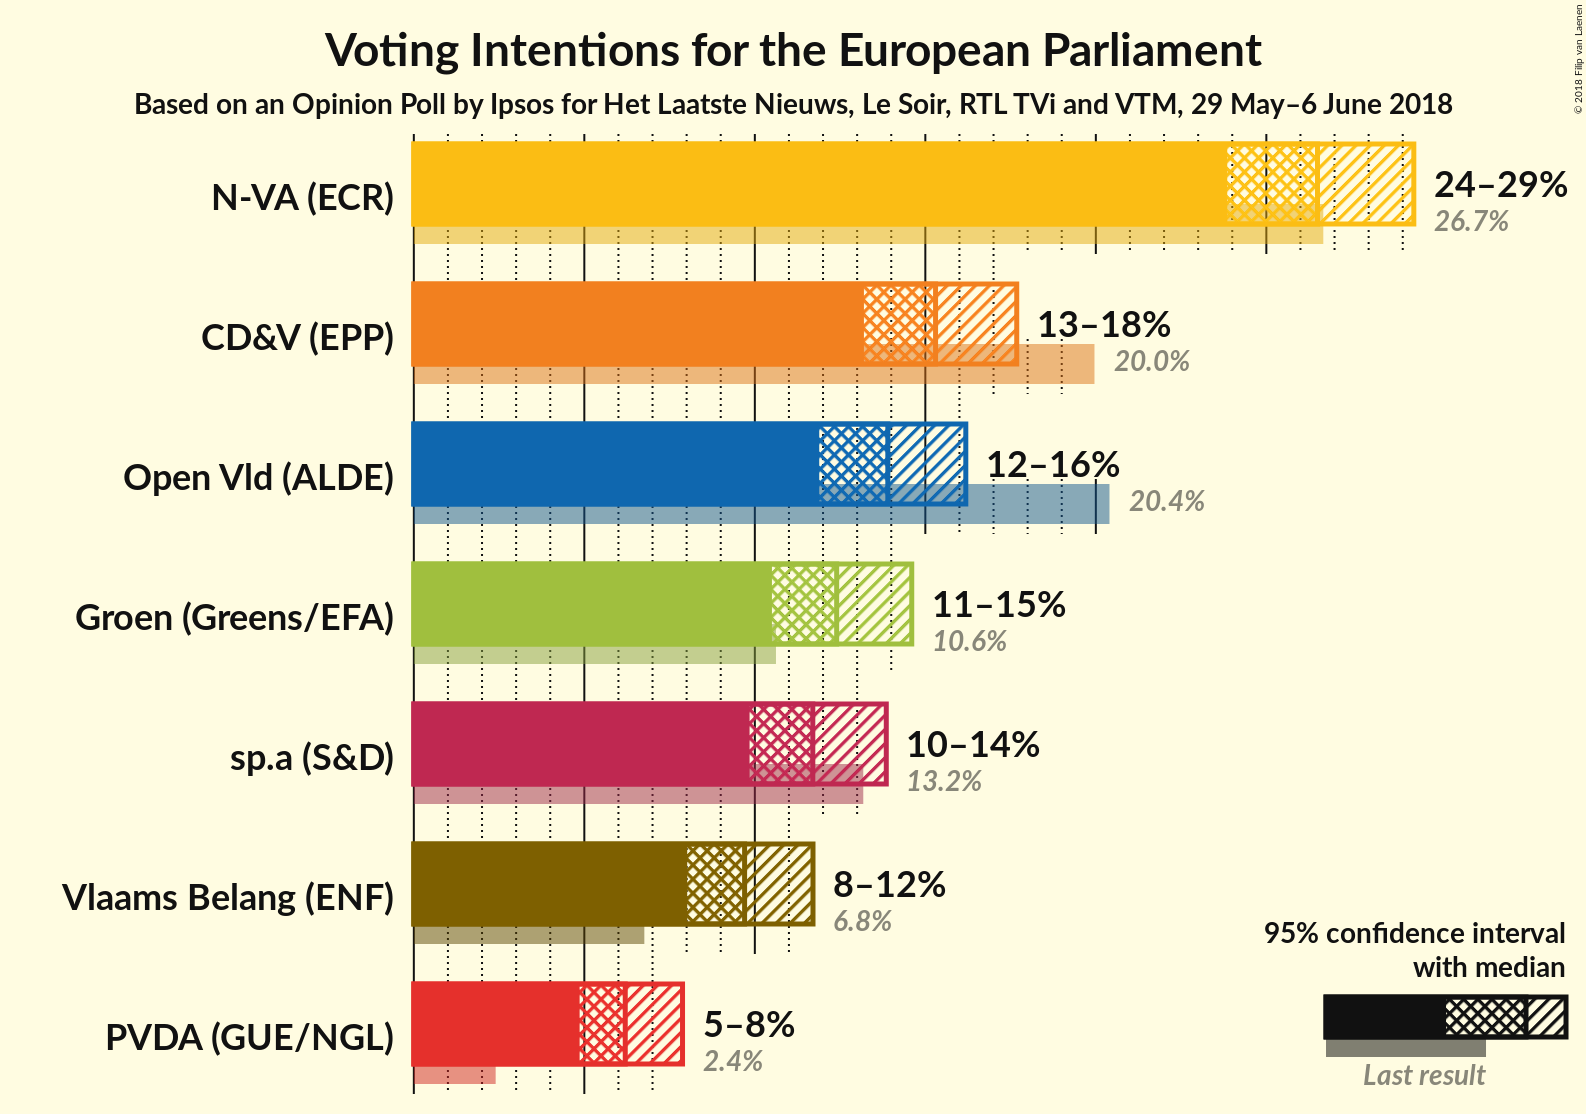 Voting Intentions for the European Parliament
Based on an Opinion Poll by Ipsos for Het Laatste Nieuws, Le Soir, RTL TVi and VTM, 29 May–6 June 2018
© 2018 Filip van Laenen
N-VA (ECR)
24–29%
26.7%
CD&V (EPP)
13–18%
20.0%
Open Vld (ALDE)
12–16%
20.4%
Groen (Greens/EFA)
11–15%
10.6%
sp.a (S&D)
10–14%
13.2%
Vlaams Belang (ENF)
8–12%
6.8%
PVDA (GUE/NGL)
5–8%
2.4%
95% confidence interval
with median
Last result